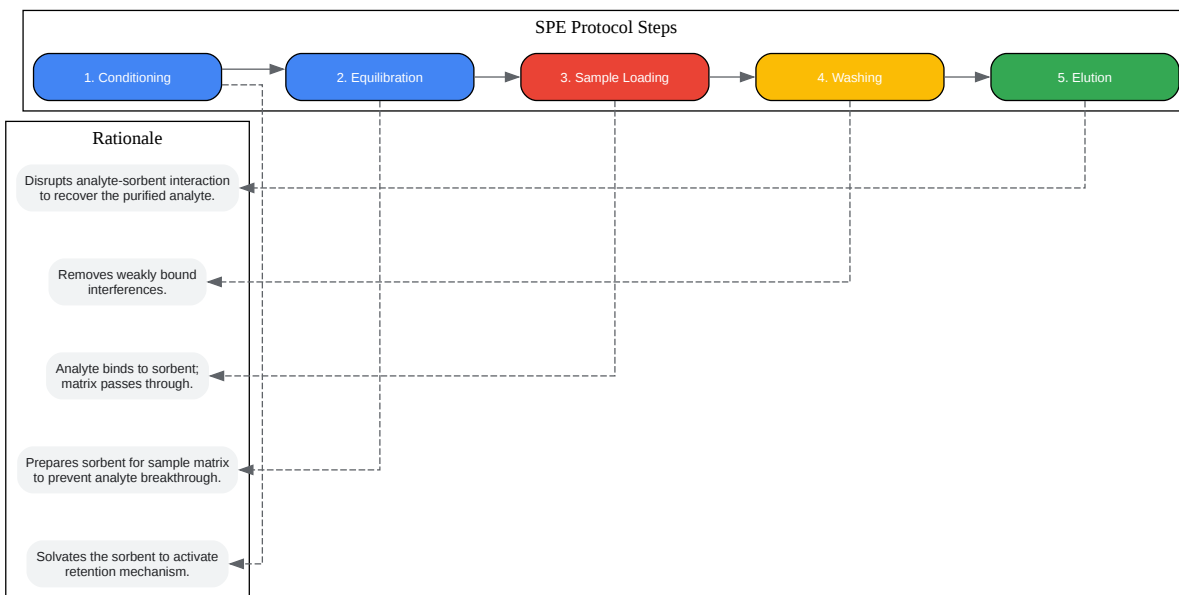 SPE Protocol Steps
1. Conditioning
2. Equilibration
3. Sample Loading
4. Washing
5. Elution
Rationale
Disrupts analyte-sorbent interaction
to recover the purified analyte.
Removes weakly bound
interferences.
Analyte binds to sorbent;
matrix passes through.
Prepares sorbent for sample matrix
to prevent analyte breakthrough.
Solvates the sorbent to activate
retention mechanism.